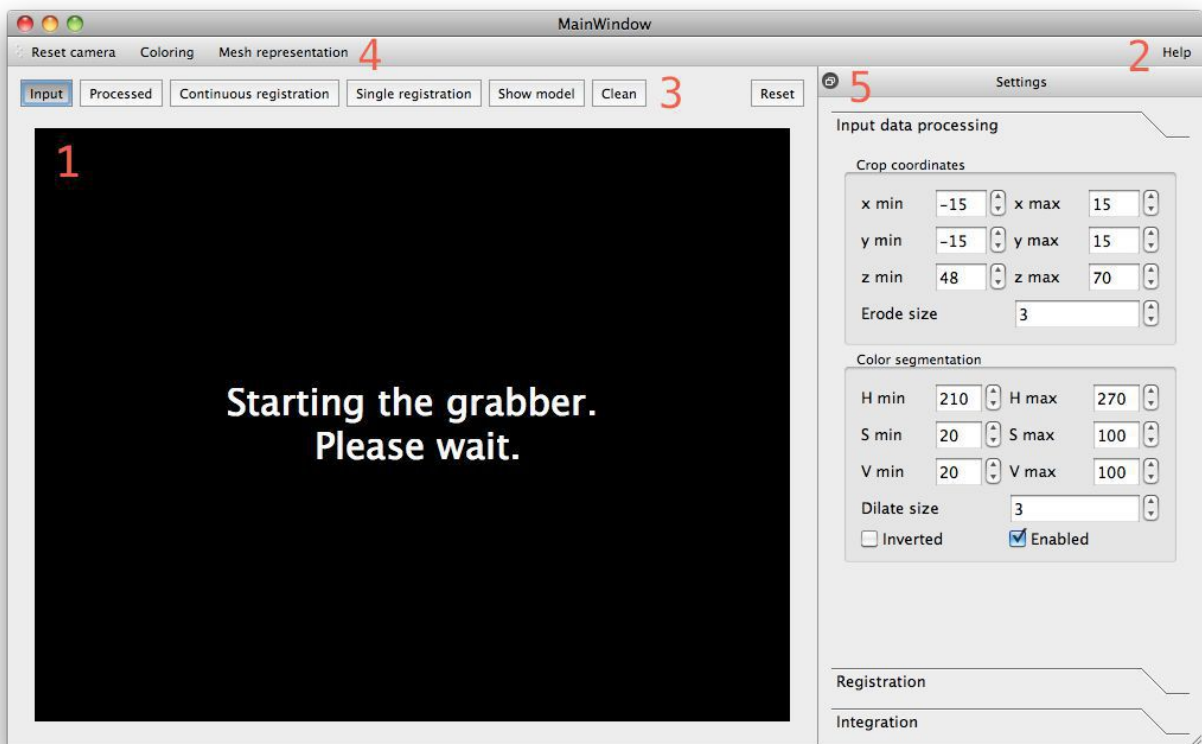 MainWindow
Reset camera Coloring Mesh representation 4 2 Help
Input Processed Continuous registration Single registration Show model Clean 3 Reset
5 Settings
1
Starting the grabber.
Please wait.
Input data processing
Crop coordinates
x min -15 x max 15
y min -15 y max 15
z min 48 z max 70
Erode size 3
Color segmentation
H min 210 H max 270
S min 20 S max 100
V min 20 V max 100
Dilate size 3
Inverted Enabled
Registration
Integration